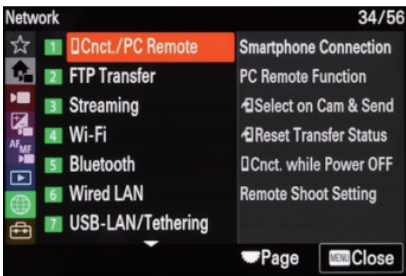 Network 34/56
1 Cnct./PC Remote
2 FTP Transfer
3 Streaming
4 Wi-Fi
5 Bluetooth
6 Wired LAN
7 USB-LAN/Tethering
Smartphone Connection
PC Remote Function
Select on Cam & Send
Reset Transfer Status
Cnct. while Power OFF
Remote Shoot Setting
AFMF
Page MENU Close